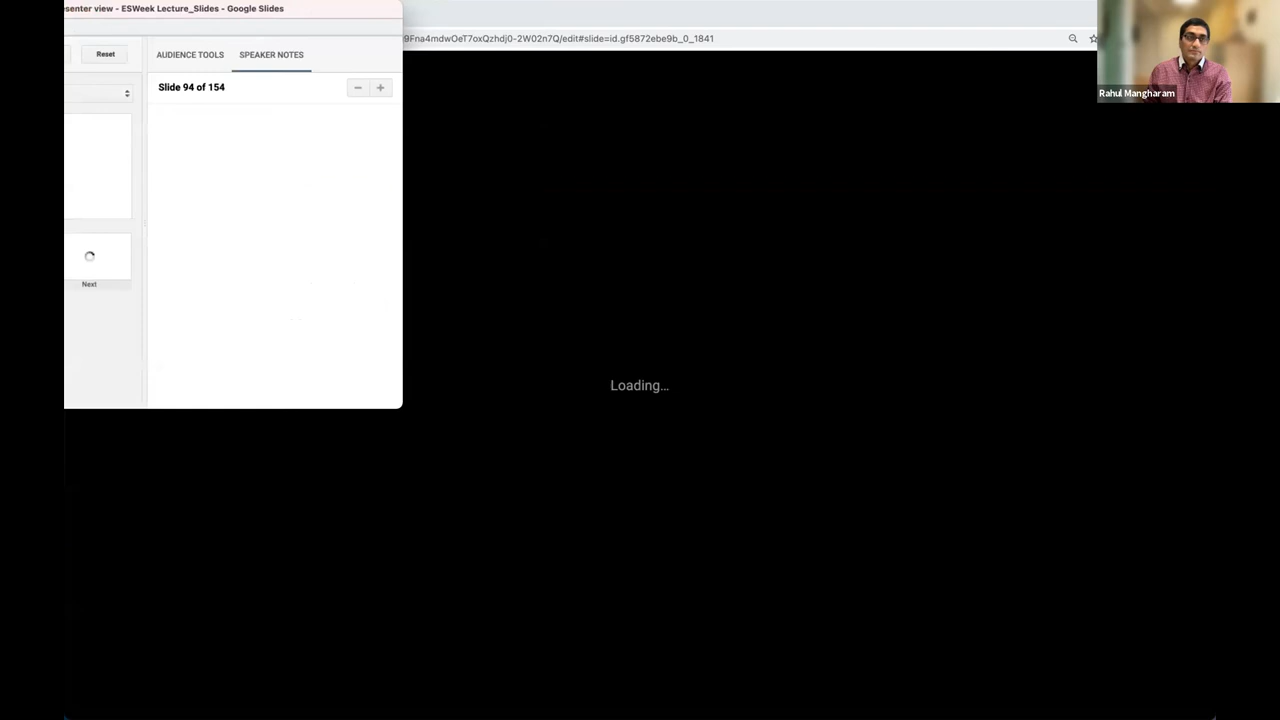 esenter view - ESWeek Lecture_Slides - Google Slides
Reset
AUDIENCE TOOLS
SPEAKER NOTES
Slide 94 of 154
Next
9Fna4mdwOeT7oxQzhdj0-2W02n7Q/edit#slide=id.gf5872ebe9b_0_1841
Rahul Mangharam
Loading...